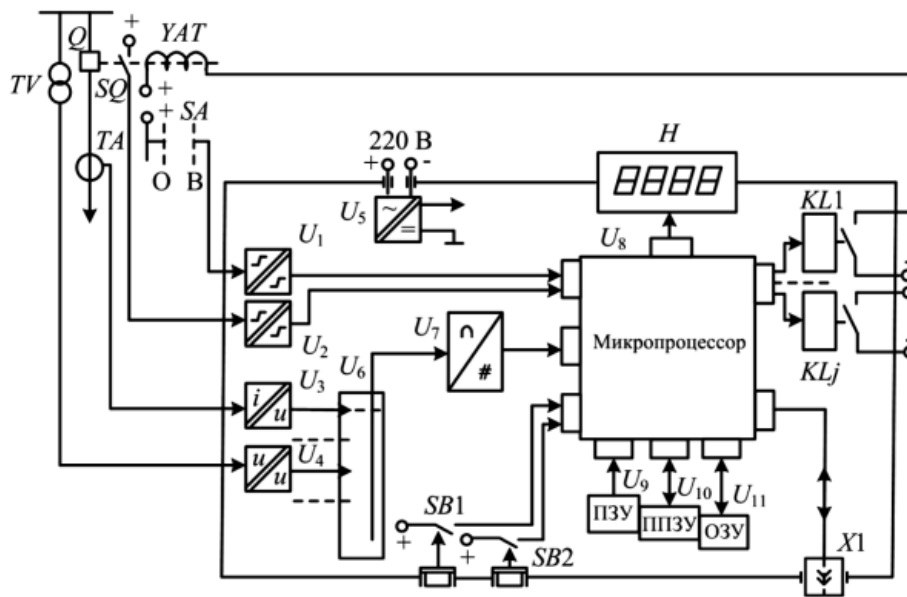 Q
YAT
TV
SQ
SA
TA
О
В
220 В
+ -
H
U5
U1
U8
KL1
U2
U7
Микропроцессор
U6
U3
KLj
i
u
#
U4
u
u
U9
U10
U11
SB1
ПЗУ
ППЗУ
ОЗУ
SB2
X1